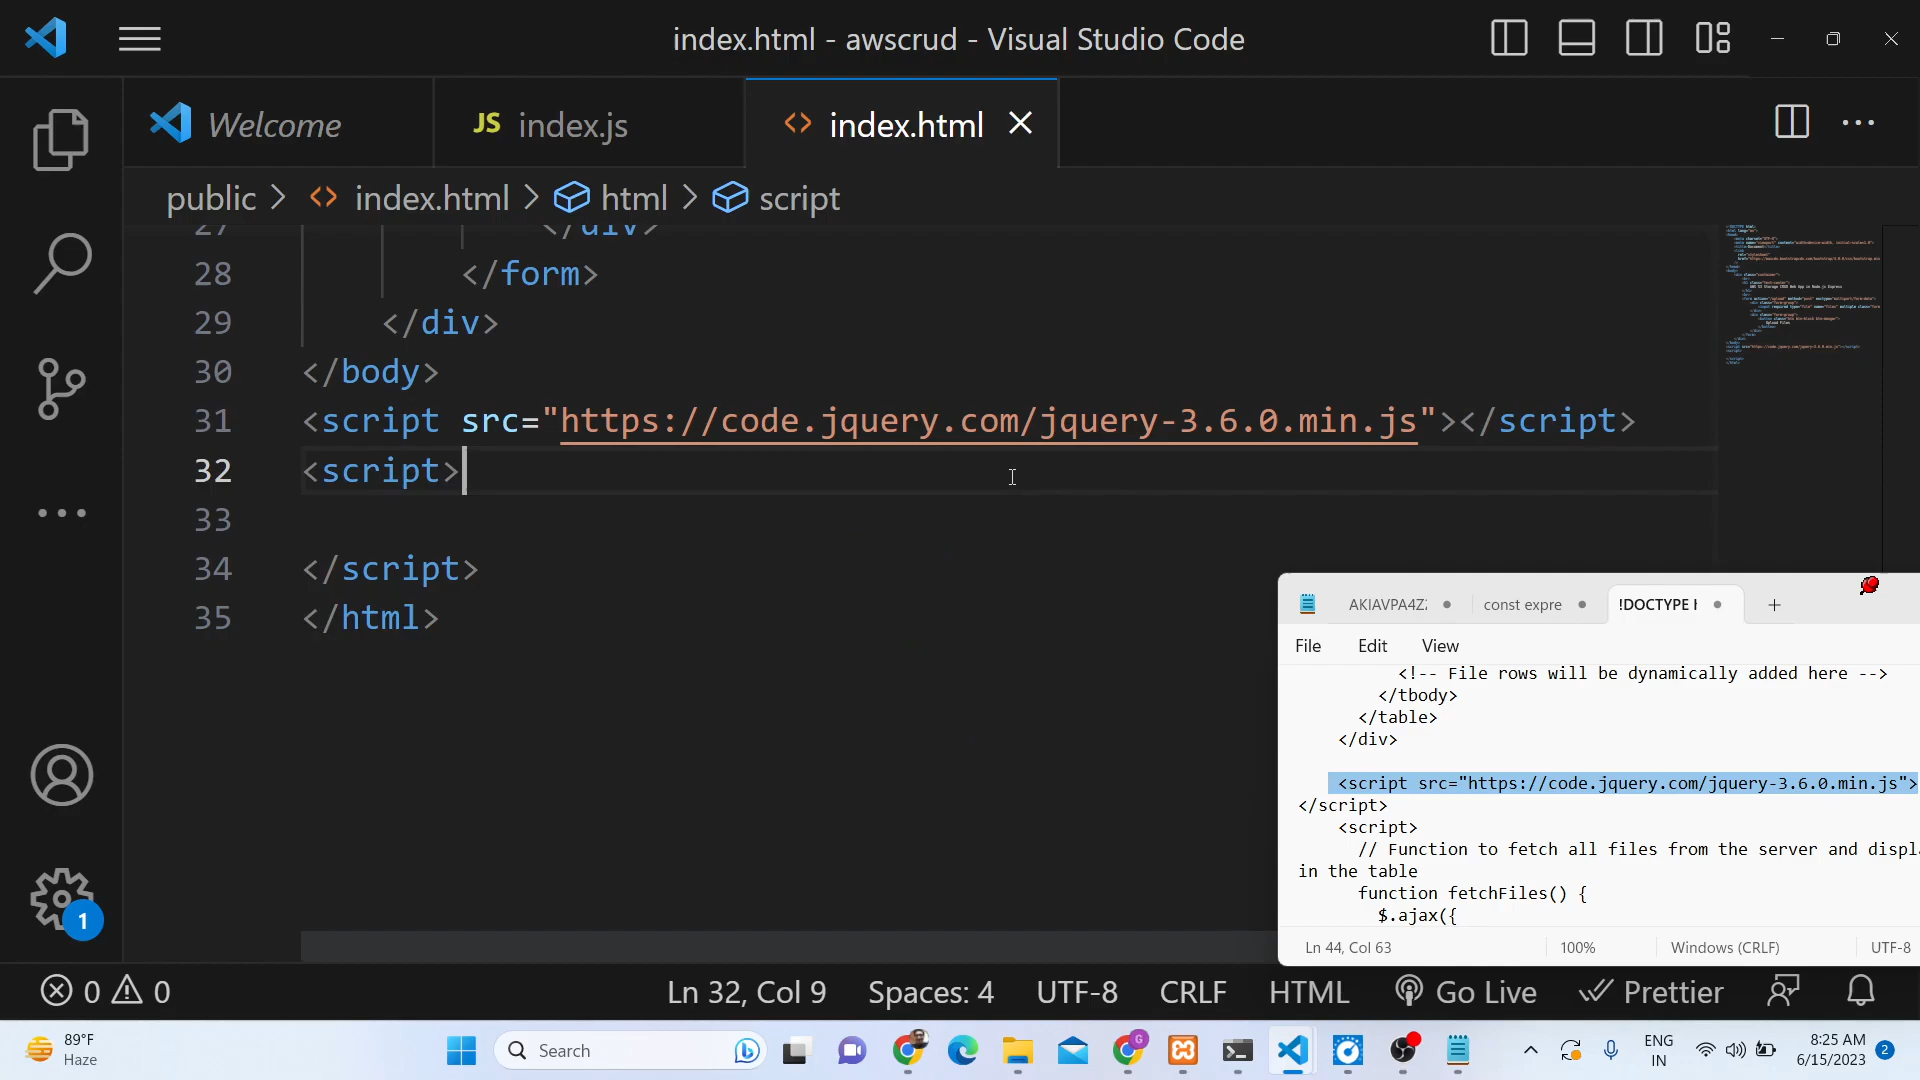 index.html - awscrud - Visual Studio Code
Welcome
JS index.js
<> index.html
public > <> index.html > html > script
27 </div>
28 </form>
29 </div>
30 </body>
31 <script src="https://code.jquery.com/jquery-3.6.0.min.js"></script>
32 <script>
33
34 </script>
35 </html>
1
AKIAVPA4Z
const expre
!DOCTYPE
File Edit View
<!-- File rows will be dynamically added here -->
</tbody>
</table>
</div>
<script src="https://code.jquery.com/jquery-3.6.0.min.js">
</script>
<script>
// Function to fetch all files from the server and displ
in the table
function fetchFiles() {
$.ajax({
Ln 44, Col 63 100% Windows (CRLF) UTF-8
0 0 Ln 32, Col 9 Spaces: 4 UTF-8 CRLF HTML Go Live Prettier
89°F
Haze
Search
G
ENG
IN
8:25 AM
6/15/2023
2